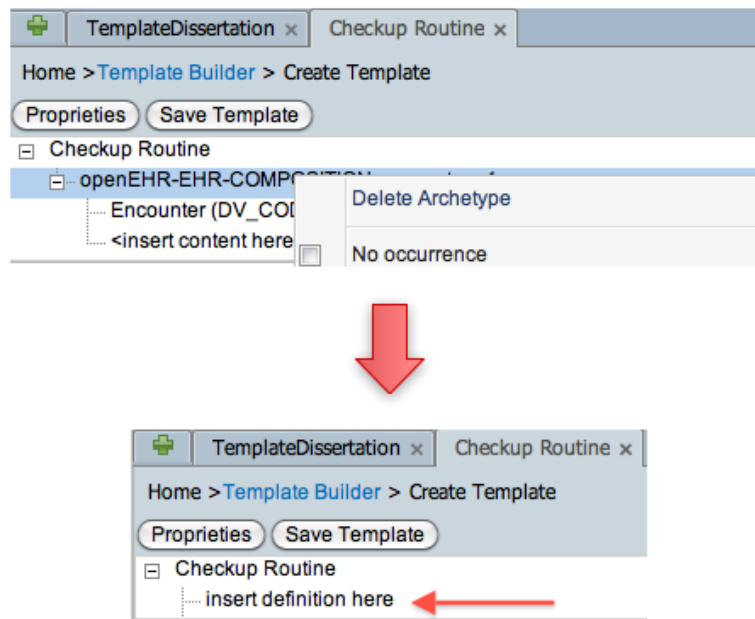 TemplateDissertation × Checkup Routine ×
Home >Template Builder > Create Template
Proprieties Save Template
Checkup Routine
openEHR-EHR-COMPOSITION
Encounter (DV_COD
<insert content here
Delete Archetype
No occurrence
TemplateDissertation × Checkup Routine ×
Home >Template Builder > Create Template
Proprieties Save Template
Checkup Routine
insert definition here